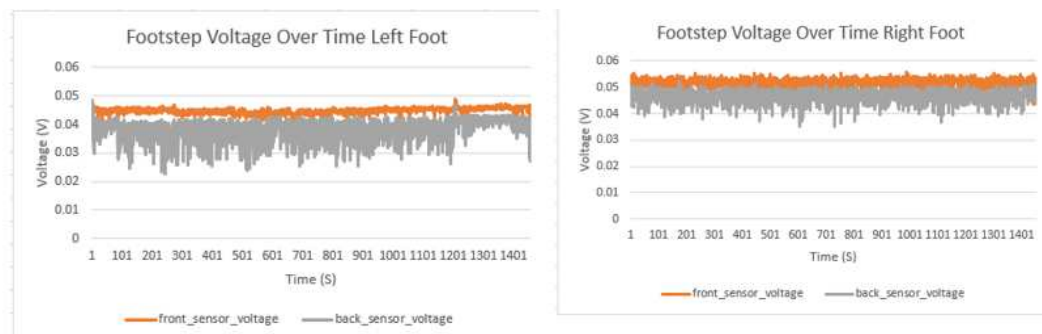 Footstep Voltage Over Time Left Foot
0.06
0.05
0.04
0.03
0.02
0.01
0
Voltage (V)
1 101 201 301 401 501 601 701 801 901 1001 1101 1201 1301 1401
Time (S)
front_sensor_voltage back_sensor_voltage
Footstep Voltage Over Time Right Foot
0.06
0.05
0.04
0.03
0.02
0.01
0
Voltage (V)
1 101 201 301 401 501 601 701 801 901 1001 1101 1201 1301 1401
Time (S)
front_sensor_voltage back_sensor_voltage